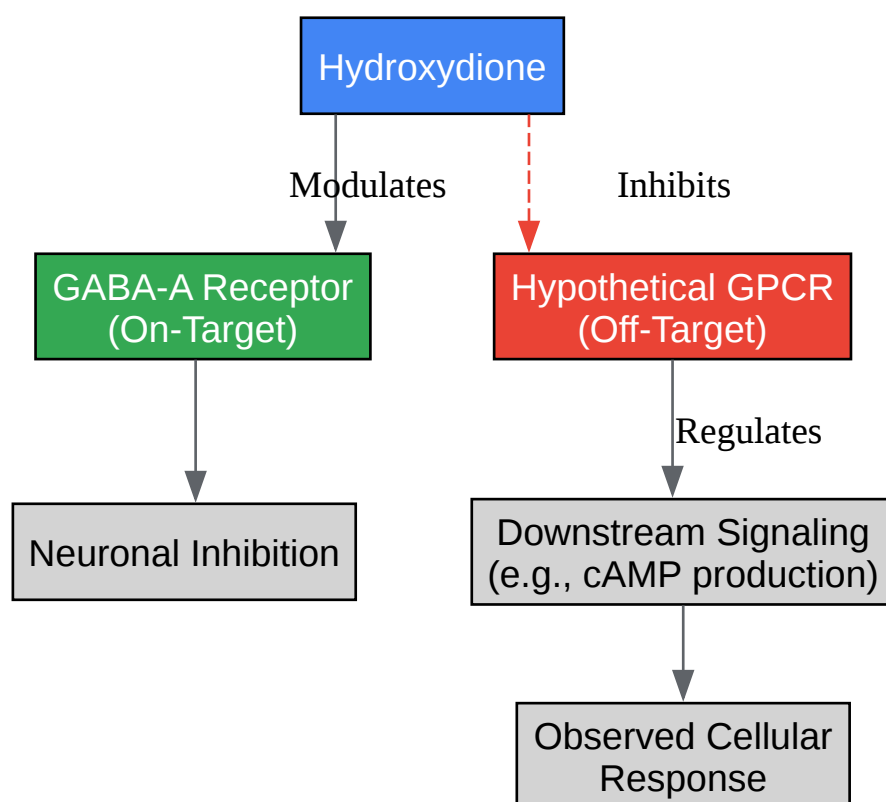 Hydroxydione
Modulates
Inhibits
GABA-A Receptor
(On-Target)
Hypothetical GPCR
(Off-Target)
Regulates
Neuronal Inhibition
Downstream Signaling
(e.g., cAMP production)
Observed Cellular
Response